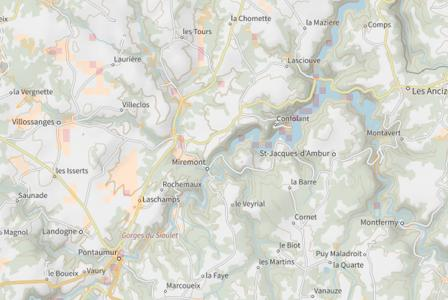 la Chomette
la Mazière
Comps
les Tours
Laurière
Lasciouve
la Vergnette
Les Anciz
Villeclos
Villossanges
Confolant
Montavert
Miremont
St-Jacques-d'Ambur
les Isserts
Rochemaux
la Barre
Saunade
Laschamps
le Veyrial
Cornet
Montfermy
Magnol
Landogne
Gorges du Sioulet
le Biot
Pontaumur
Puy Maladroit
les Martins
la Quarte
le Boueix
Vaury
la Faye
Marcoueix
Vanauze